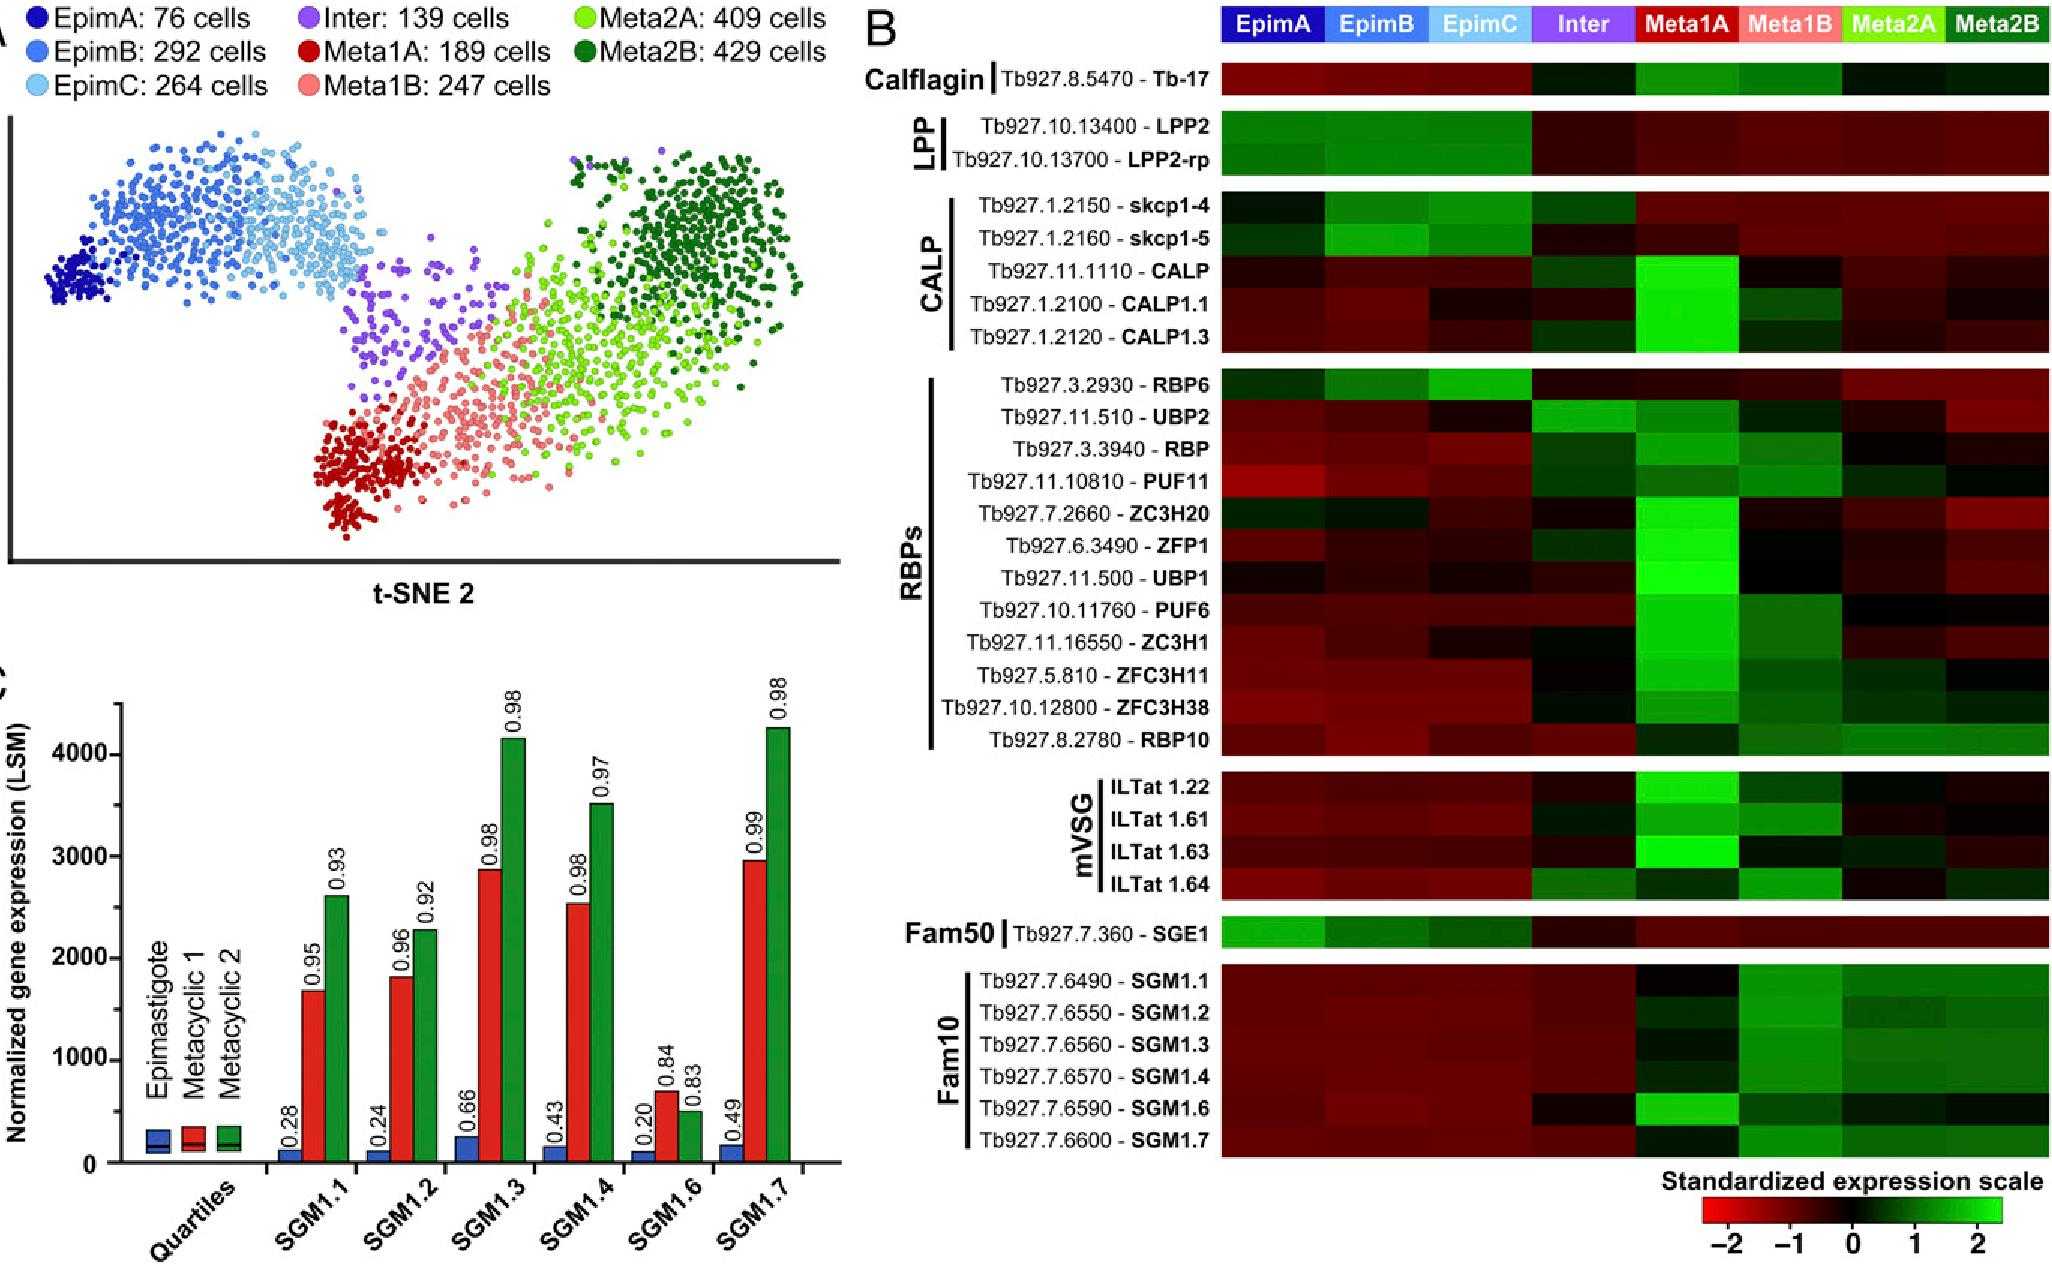 EpimA: 76 cells
EpimB: 292 cells
EpimC: 264 cells
Inter: 139 cells
Meta1A: 189 cells
Meta1B: 247 cells
Meta2A: 409 cells
Meta2B: 429 cells
t-SNE 2
B
EpimA EpimB EpimC Inter Meta1A Meta1B Meta2A Meta2B
Calflagin
Tb927.8.5470 - Tb-17
LPP
Tb927.10.13400 - LPP2
Tb927.10.13700 - LPP2-rp
CALP
Tb927.1.2150 - skcp1-4
Tb927.1.2160 - skcp1-5
Tb927.11.1110 - CALP
Tb927.1.2100 - CALP1.1
Tb927.1.2120 - CALP1.3
RBPs
Tb927.3.2930 - RBP6
Tb927.11.510 - UBP2
Tb927.3.3940 - RBP
Tb927.11.10810 - PUF11
Tb927.7.2660 - ZC3H20
Tb927.6.3490 - ZFP1
Tb927.11.500 - UBP1
Tb927.10.11760 - PUF6
Tb927.11.16550 - ZC3H1
Tb927.5.810 - ZFC3H11
Tb927.10.12800 - ZFC3H38
Tb927.8.2780 - RBP10
mVSG
ILTat 1.22
ILTat 1.61
ILTat 1.63
ILTat 1.64
Fam50
Tb927.7.360 - SGE1
Fam10
Tb927.7.6490 - SGM1.1
Tb927.7.6550 - SGM1.2
Tb927.7.6560 - SGM1.3
Tb927.7.6570 - SGM1.4
Tb927.7.6590 - SGM1.6
Tb927.7.6600 - SGM1.7
Standardized expression scale
−2 −1 0 1 2
Normalized gene expression (LSM)
4000
3000
2000
1000
0
Epimastigote
Metacyclic 1
Metacyclic 2
0.28 0.95 0.93
0.24 0.96 0.92
0.66 0.98 0.98
0.43 0.98 0.97
0.20 0.84 0.83
0.49 0.99 0.98
Quartiles
SGM1.1
SGM1.2
SGM1.3
SGM1.4
SGM1.6
SGM1.7